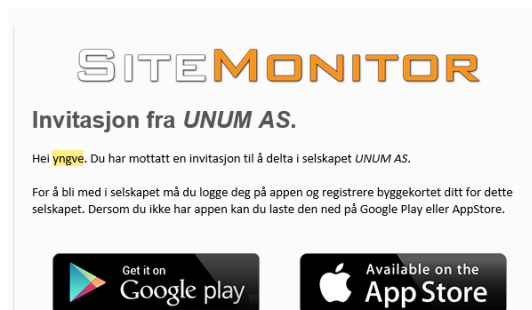 SITEMONITOR
Invitasjon fra UNUM AS.
Hei yngve. Du har mottatt en invitasjon til å delta i selskapet UNUM AS.
For å bli med i selskapet må du logge deg på appen og registrere byggekortet ditt for dette
selskapet. Dersom du ikke har appen kan du laste den ned på Google Play eller AppStore.
Get it on
Google play
Available on the
App Store